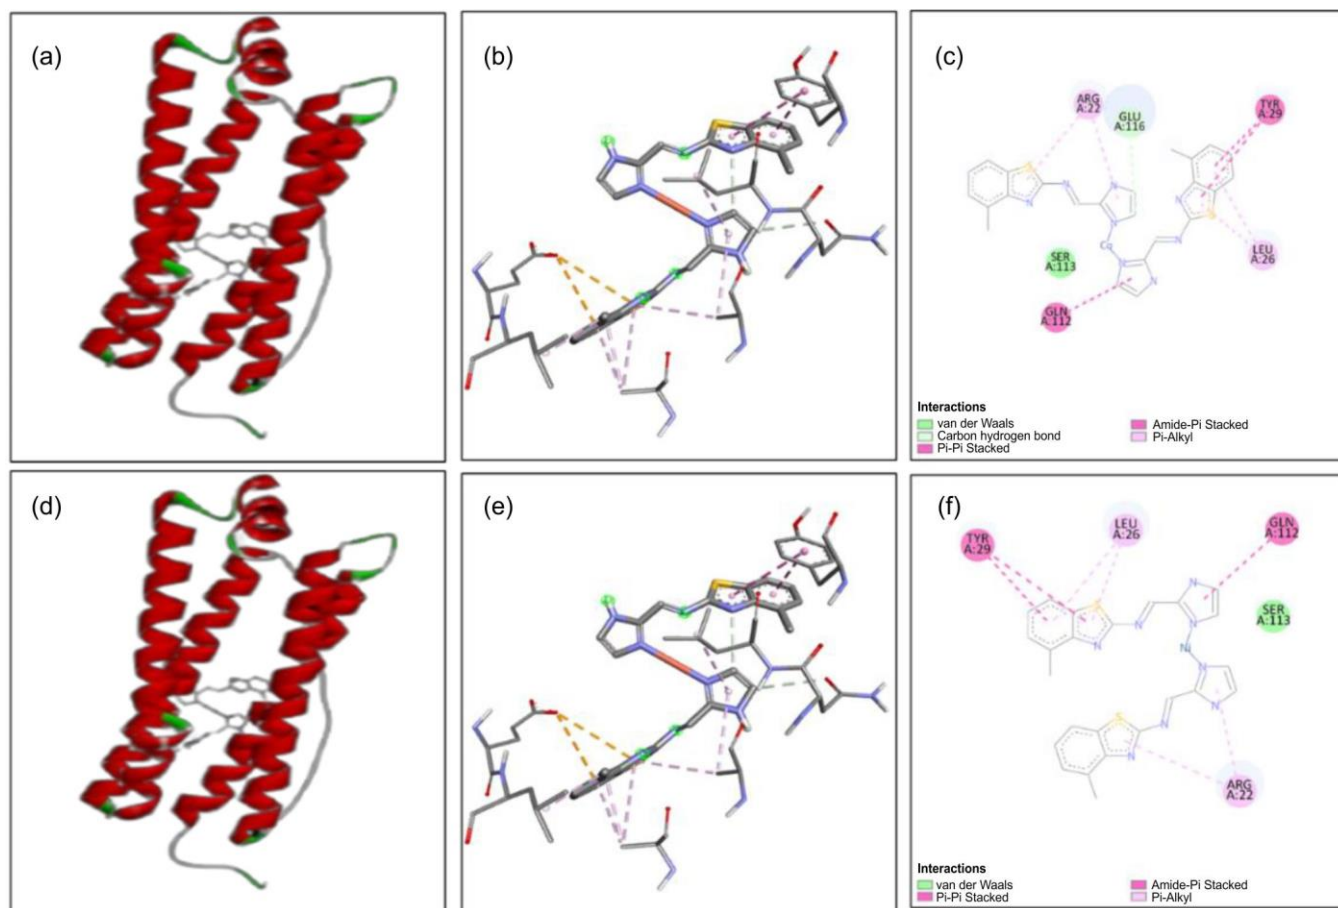 (a)
(b)
(c)
ARG
A:22
GLU
A:116
TYR
A:29
S
N
N
N
N
N
S
N
Co
N
N
N
SER
A:113
LEU
A:26
GLN
A:112
Interactions
van der Waals
Carbon hydrogen bond
Pi-Pi Stacked
Amide-Pi Stacked
Pi-Alkyl
(d)
(e)
(f)
TYR
A:29
LEU
A:26
GLN
A:112
S
N
N
N
N
SER
A:113
Ni
N
N
N
S
N
ARG
A:22
Interactions
van der Waals
Pi-Pi Stacked
Amide-Pi Stacked
Pi-Alkyl